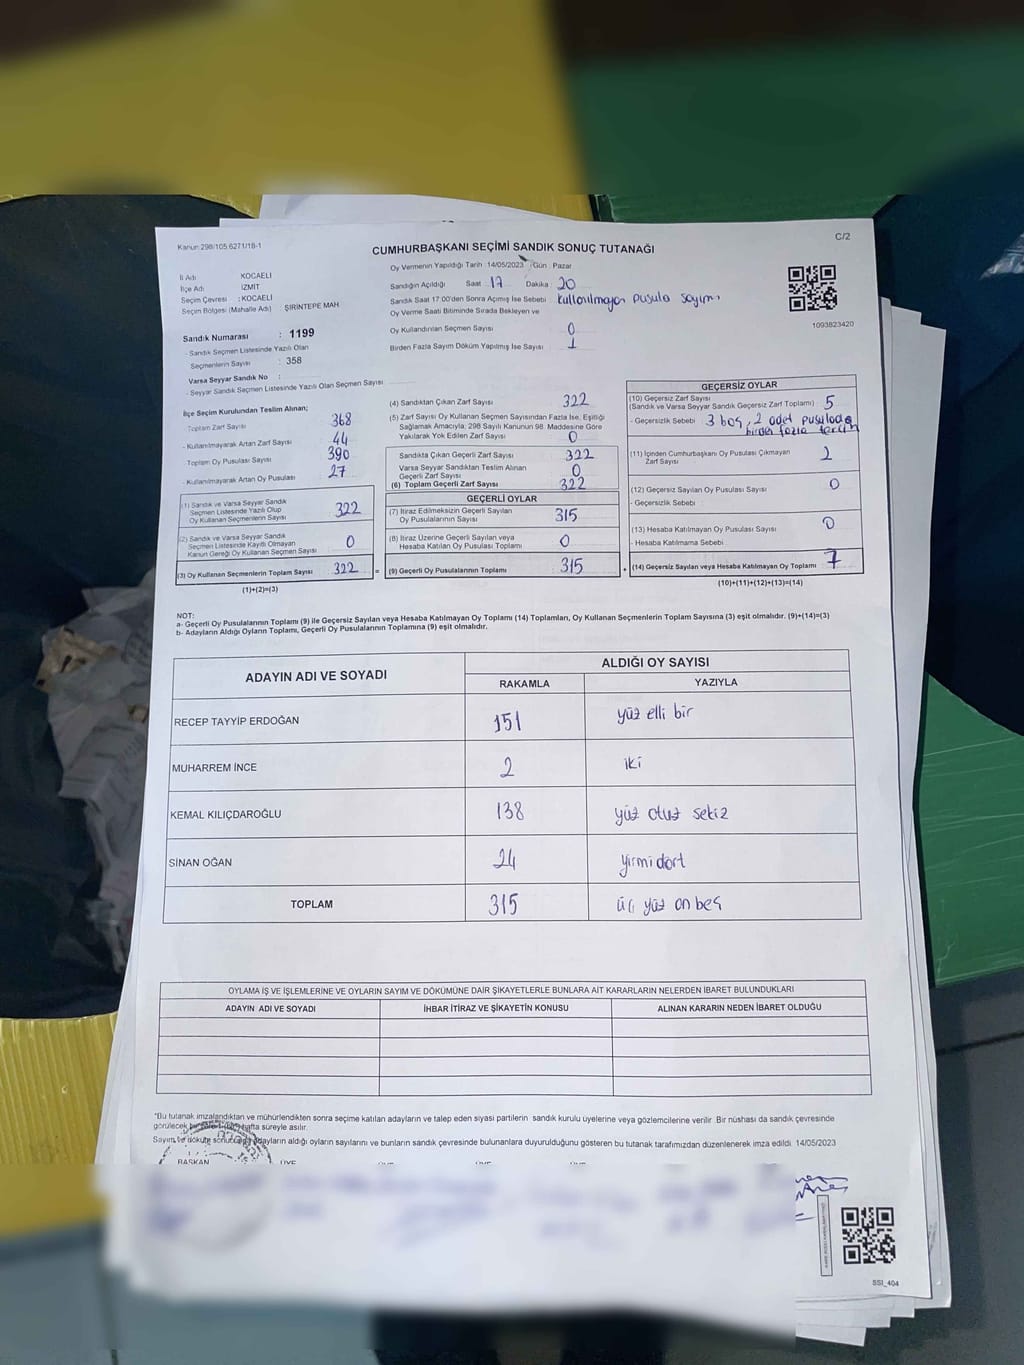 Kanun:298/105 6271/18-1
C/2
CUMHURBAŞKANI SEÇİMİ SANDIK SONUÇ TUTANAĞI
Oy Vermenin Yapıldığı Tarih :14/05/2023 Gün : Pazar
İl Adı KOCAELİ
İlçe Adı : İZMİT
Seçim Çevresi : KOCAELİ
Seçim Bölgesi (Mahalle Adı) : ŞİRİNTEPE MAH.
Sandığın Açıldığı Saat : 17 Dakika : 20
Sandık Saat 17:00'den Sonra Açımış İse Sebebi kullanılmayan pusula sayımı
Oy Verme Saati Bitiminde Sırada Bekleyen ve
Oy Kullandırılan Seçmen Sayısı 0
Birden Fazla Sayım Döküm Yapılmış İse Sayısı 1
1093823420
Sandık Numarası : 1199
- Sandık Seçmen Listesinde Yazılı Olan
Seçmenlerin Sayısı : 358
Varsa Seyyar Sandık No :
- Seyyar Sandık Listesinde Yazılı Olan Seçmen Sayısı
İlçe Seçim Kurulundan Teslim Alınan;
Toplam Zarf Sayısı 368
- Kullanılmayarak Artan Zarf Sayısı 44
- Toplam Oy Pusulası Sayısı 390
- Kullanılmayarak Artan Oy Pusulası 27
(1) Sandık ve Varsa Seyyar Sandık
Seçmen Listesinde Yazılı Olup
Oy Kullanan Seçmenlerin Sayısı 322
(2) Sandık ve Varsa Seyyar Sandık
Seçmen Listesinde Kayıtlı Olmayan
Kanun Gereği Oy Kullanan Seçmen Sayısı 0
(3) Oy Kullanan Seçmenlerin Toplam Sayısı 322 =
(1)+(2)=(3)
(4) Sandıktan Çıkan Zarf Sayısı 322
(5) Zarf Sayısı Oy Kullanan Seçmen Sayısından Fazla İse, Eşitliği
Sağlamak Amacıyla; 298 Sayılı Kanunun 98. Maddesine Göre
Yakılarak Yok Edilen Zarf Sayısı 0
Sandıkta Çıkan Geçerli Zarf Sayısı 322
Varsa Seyyar Sandıktan Teslim Alınan
Geçerli Zarf Sayısı 0
(6) Toplam Geçerli Zarf Sayısı 322
GEÇERLİ OYLAR
(7) İtiraz Edilmeksizin Geçerli Sayılan
Oy Pusulalarının Sayısı 315
(8) İtiraz Üzerine Geçerli Sayılan veya
Hesaba Katılan Oy Pusulası Toplamı 0
(9) Geçerli Oy Pusulalarının Toplamı 315 +
GEÇERSİZ OYLAR
(10) Geçersiz Zarf Sayısı
(Sandık ve Varsa Seyyar Sandık Geçersiz Zarf Toplamı) 5
- Geçersizlik Sebebi 3 boş, 2 adet pusulada
birden fazla tercih
(11) İçinden Cumhurbaşkanı Oy Pusulası Çıkmayan
Zarf Sayısı 2
(12) Geçersiz Sayılan Oy Pusulası Sayısı 0
- Geçersizlik Sebebi
(13) Hesaba Katılmayan Oy Pusulası Sayısı 0
- Hesaba Katılmama Sebebi
(14) Geçersiz Sayılan veya Hesaba Katılmayan Oy Toplamı 7
(10)+(11)+(12)+(13)=(14)
NOT:
a- Geçerli Oy Pusulalarının Toplamı (9) ile Geçersiz Sayılan veya Hesaba Katılmayan Oy Toplamı (14) Toplamları, Oy Kullanan Seçmenlerin Toplam Sayısına (3) eşit olmalıdır. (9)+(14)=(3)
b- Adayların Aldığı Oyların Toplamı, Geçerli Oy Pusulalarının Toplamına (9) eşit olmalıdır.
ADAYIN ADI VE SOYADI ALDIĞI OY SAYISI
RAKAMLA YAZIYLA
RECEP TAYYİP ERDOĞAN 151 yüz elli bir
MUHARREM İNCE 2 iki
KEMAL KILIÇDAROĞLU 138 yüz otuz sekiz
SİNAN OĞAN 24 yirmi dört
TOPLAM 315 üç yüz on beş
OYLAMA İŞ VE İŞLEMLERİNE VE OYLARIN SAYIM VE DÖKÜMÜNE DAİR ŞİKAYETLERLE BUNLARA AİT KARARLARIN NELERDEN İBARET BULUNDUKLARI
ADAYIN ADI VE SOYADI İHBAR İTİRAZ VE ŞİKAYETİN KONUSU ALINAN KARARIN NEDEN İBARET OLDUĞU
*Bu tutanak imzalandıktan ve mühürlendikten sonra seçime katılan adayların ve talep eden siyasi partilerin sandık kurulu üyelerine veya gözlemcilerine verilir. Bir nüshası da sandık çevresinde
görülecek bir yere bir hafta süreyle asılır.
Sayım ve döküm sonucunda adayların aldığı oyların sayılarını ve bunların sandık çevresinde bulunanlara duyurulduğunu gösteren bu tutanak tarafımızdan düzenlenerek imza edildi. 14/05/2023
BAŞKAN ÜYE
SSI_404